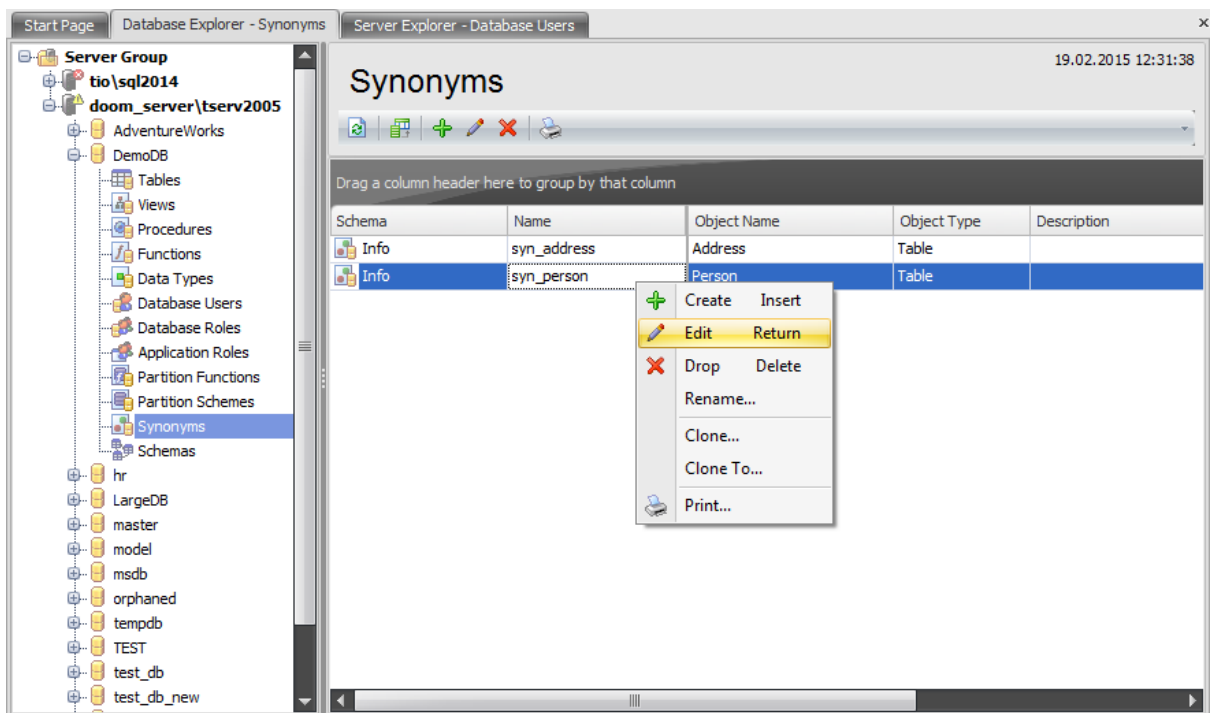 Start Page
Database Explorer - Synonyms
Server Explorer - Database Users
Server Group
tio\sql2014
doom_server\tserv2005
AdventureWorks
DemoDB
Tables
Views
Procedures
Functions
Data Types
Database Users
Database Roles
Application Roles
Partition Functions
Partition Schemes
Synonyms
Schemas
hr
LargeDB
master
model
msdb
orphaned
tempdb
TEST
test_db
test_db_new
19.02.2015 12:31:38
Synonyms
Drag a column header here to group by that column
Schema Name Object Name Object Type Description
Info syn_address Address Table
Info syn_person Person Table
Create Insert
Edit Return
Drop Delete
Rename...
Clone...
Clone To...
Print...